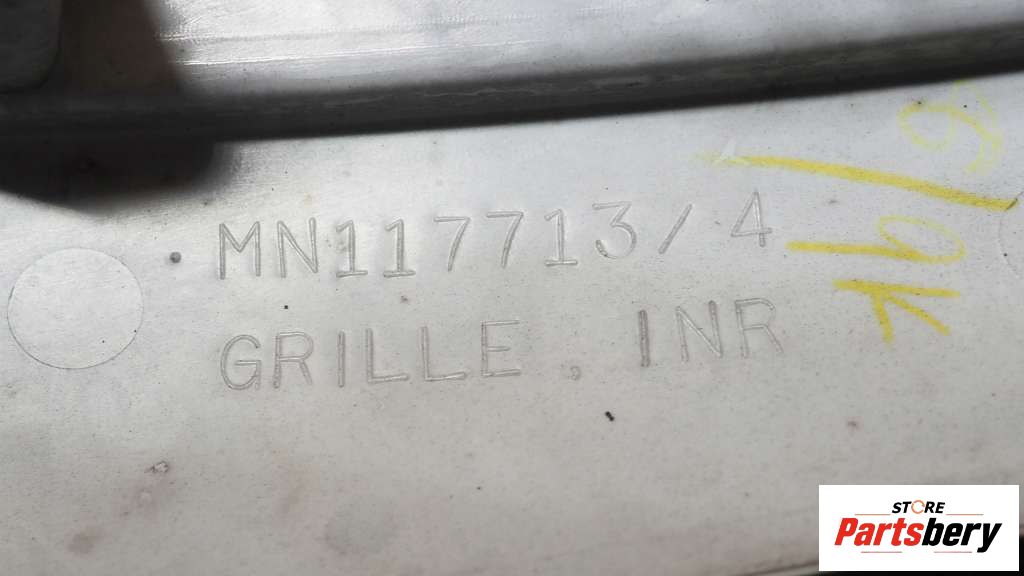 MN117713/4
GRILLE, INR
STORE
Partsbery